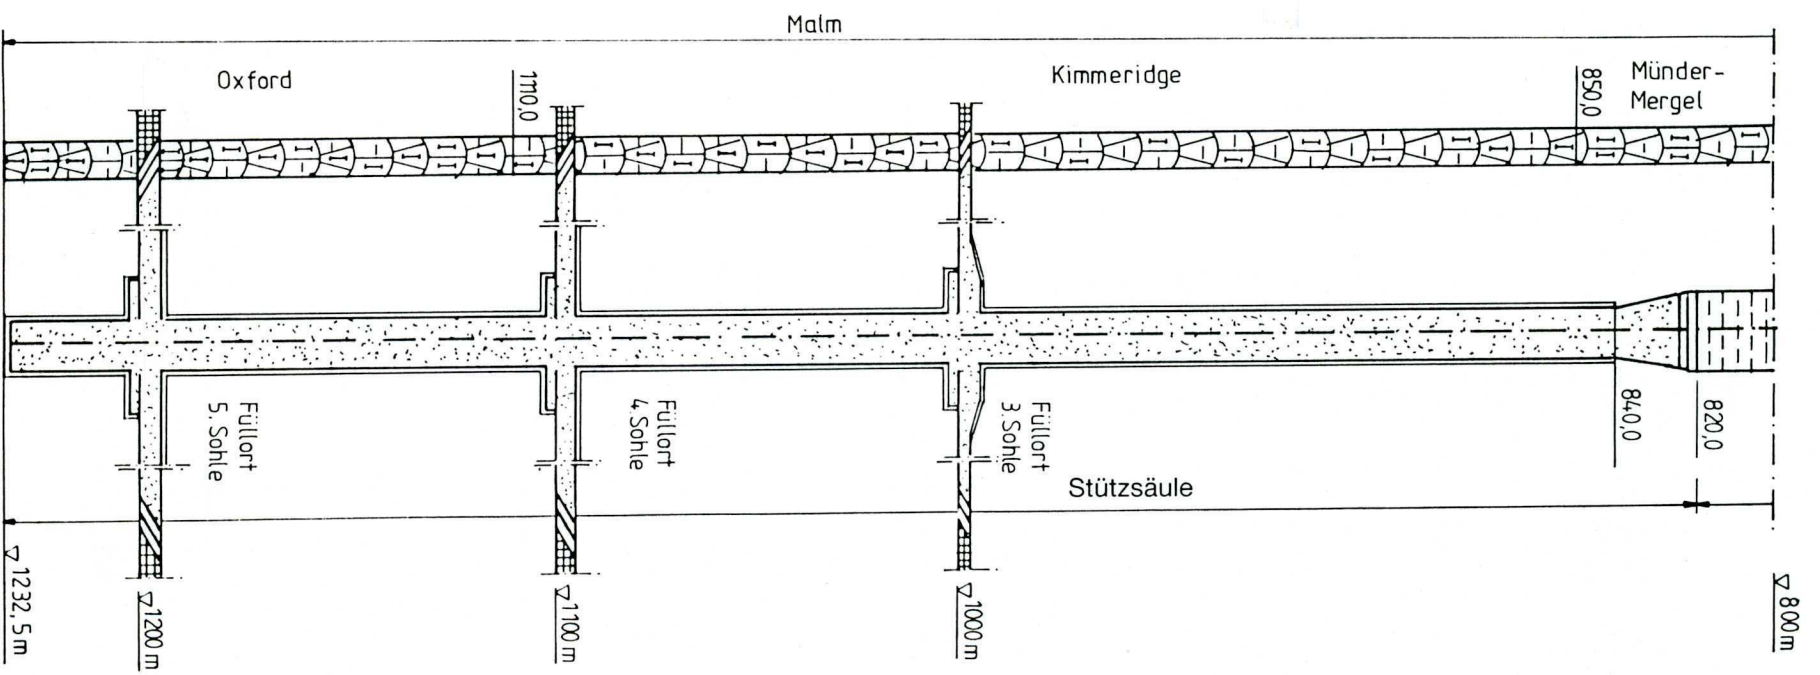 Malm
Oxford
1110,0
Kimmeridge
850,0
Münder-
Mergel
Füllort
5. Sohle
Füllort
4. Sohle
Füllort
3. Sohle
840,0
820,0
Stützsäule
1232,5 m
1200 m
1100 m
1000 m
800 m